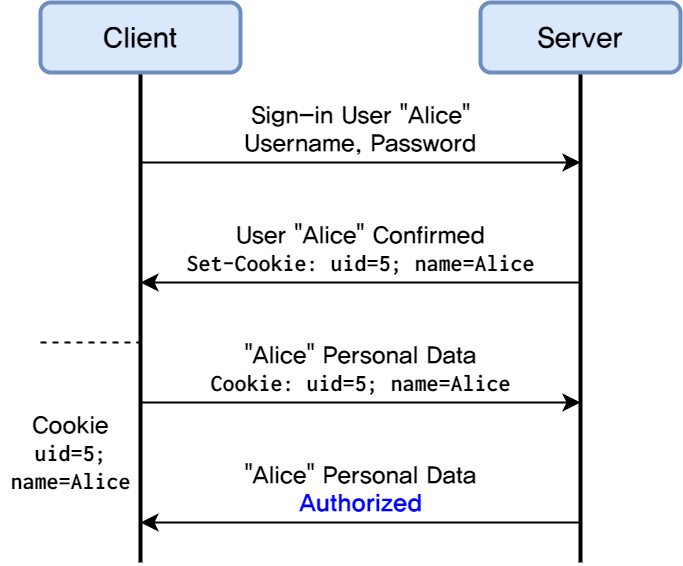 Client
Server
Sign-in User "Alice"
Username, Password
User "Alice" Confirmed
Set-Cookie: uid=5; name=Alice
"Alice" Personal Data
Cookie: uid=5; name=Alice
Cookie
uid=5;
name=Alice
"Alice" Personal Data
Authorized